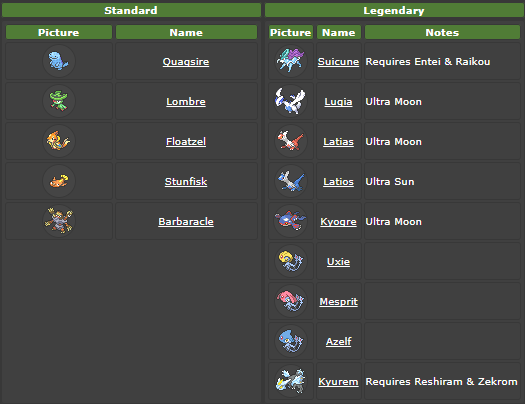 Standard
Legendary
Picture Name
Picture Name Notes
Quagsire
Suicune Requires Entei & Raikou
Lombre
Lugia Ultra Moon
Floatzel
Latias Ultra Moon
Stunfisk
Latios Ultra Sun
Barbaracle
Kyogre Ultra Moon
Uxie
Mesprit
Azelf
Kyurem Requires Reshiram & Zekrom